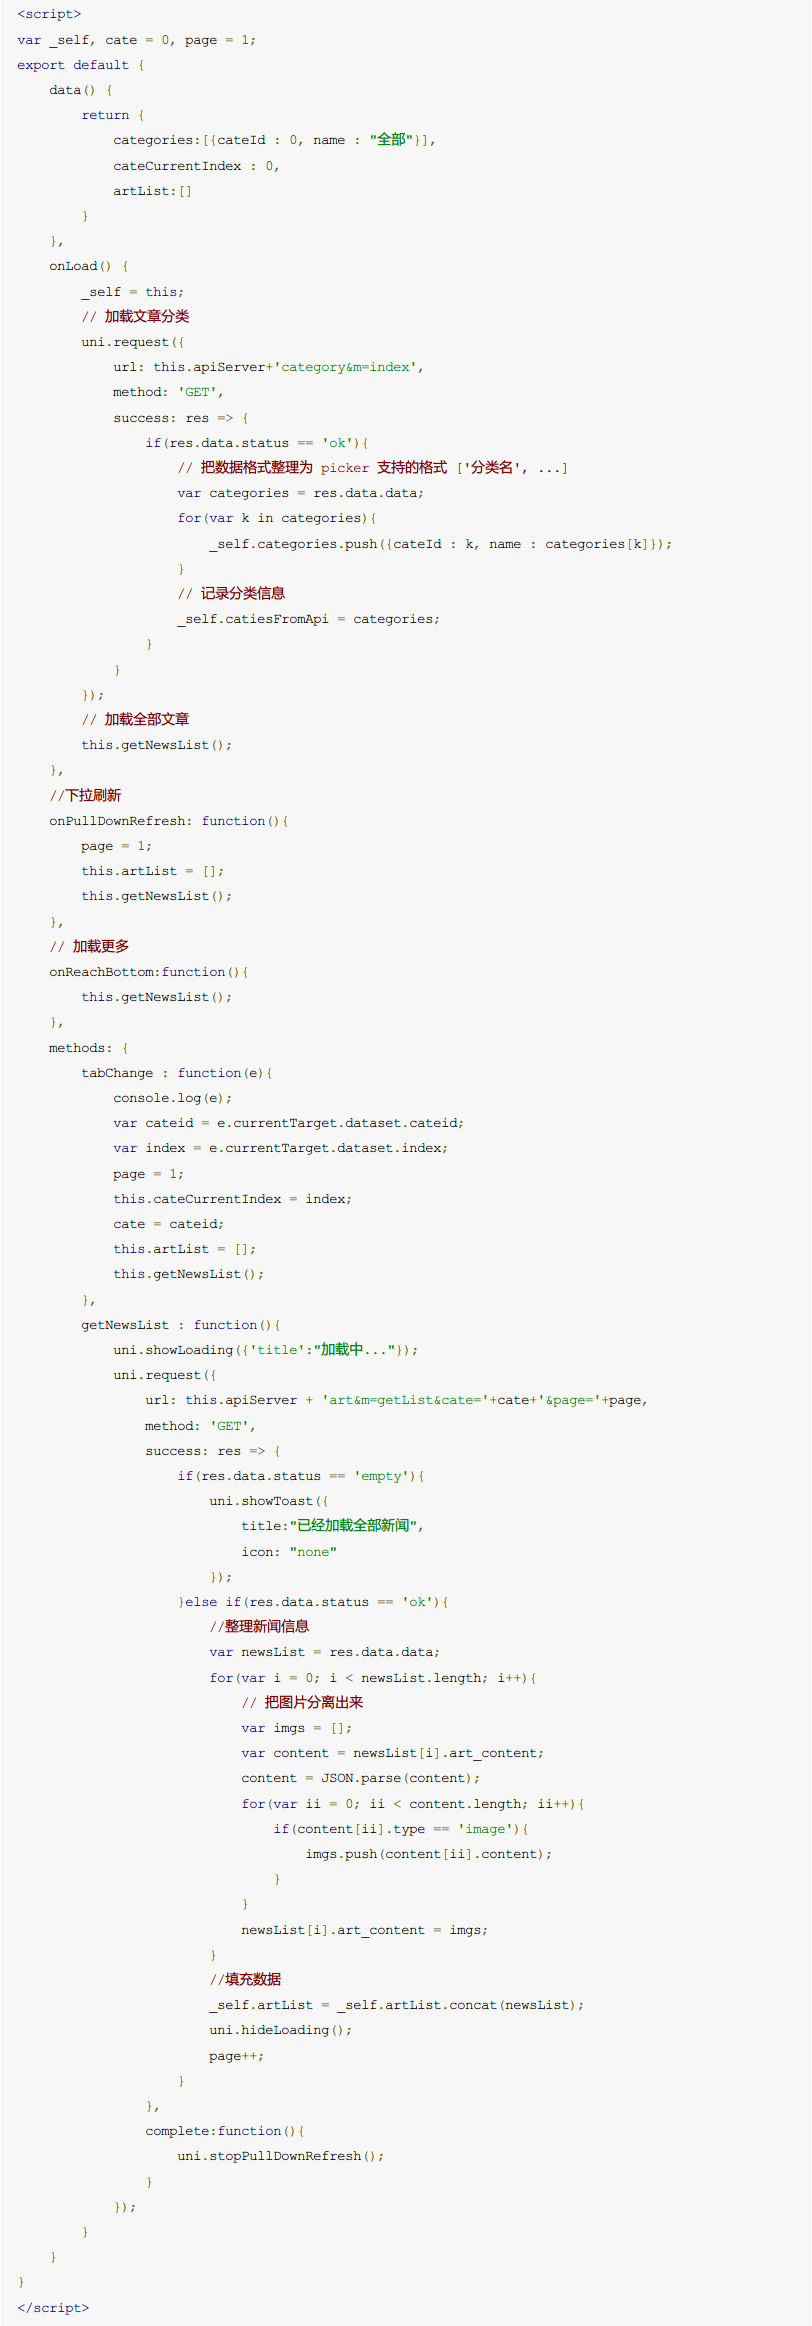 <script>
var _self, cate = 0, page = 1;
export default {
    data() {
        return {
            categories:[{cateId : 0, name : "全部"}],
            cateCurrentIndex : 0,
            artList:[]
        }
    },
    onLoad() {
        _self = this;
        // 加载文章分类
        uni.request({
            url: this.apiServer+'category&m=index',
            method: 'GET',
            success: res => {
                if(res.data.status == 'ok'){
                    // 把数据格式整理为 picker 支持的格式 ['分类名', ...]
                    var categories = res.data.data;
                    for(var k in categories){
                        _self.categories.push({cateId : k, name : categories[k]});
                    }
                    // 记录分类信息
                    _self.catiesFromApi = categories;
                }
            }
        });
        // 加载全部文章
        this.getNewsList();
    },
    //下拉刷新
    onPullDownRefresh: function(){
        page = 1;
        this.artList = [];
        this.getNewsList();
    },
    // 加载更多
    onReachBottom:function(){
        this.getNewsList();
    },
    methods: {
        tabChange : function(e){
            console.log(e);
            var cateid = e.currentTarget.dataset.cateid;
            var index = e.currentTarget.dataset.index;
            page = 1;
            this.cateCurrentIndex = index;
            cate = cateid;
            this.artList = [];
            this.getNewsList();
        },
        getNewsList : function(){
            uni.showLoading({'title':"加载中..."});
            uni.request({
                url: this.apiServer + 'art&m=getList&cate='+cate+'&page='+page,
                method: 'GET',
                success: res => {
                    if(res.data.status == 'empty'){
                        uni.showToast({
                            title:"已经加载全部新闻",
                            icon: "none"
                        });
                    }else if(res.data.status == 'ok'){
                        //整理新闻信息
                        var newsList = res.data.data;
                        for(var i = 0; i < newsList.length; i++){
                            // 把图片分离出来
                            var imgs = [];
                            var content = newsList[i].art_content;
                            content = JSON.parse(content);
                            for(var ii = 0; ii < content.length; ii++){
                                if(content[ii].type == 'image'){
                                    imgs.push(content[ii].content);
                                }
                            }
                            newsList[i].art_content = imgs;
                        }
                        //填充数据
                        _self.artList = _self.artList.concat(newsList);
                        uni.hideLoading();
                        page++;
                    }
                },
                complete:function(){
                    uni.stopPullDownRefresh();
                }
            });
        }
    }
}
</script>